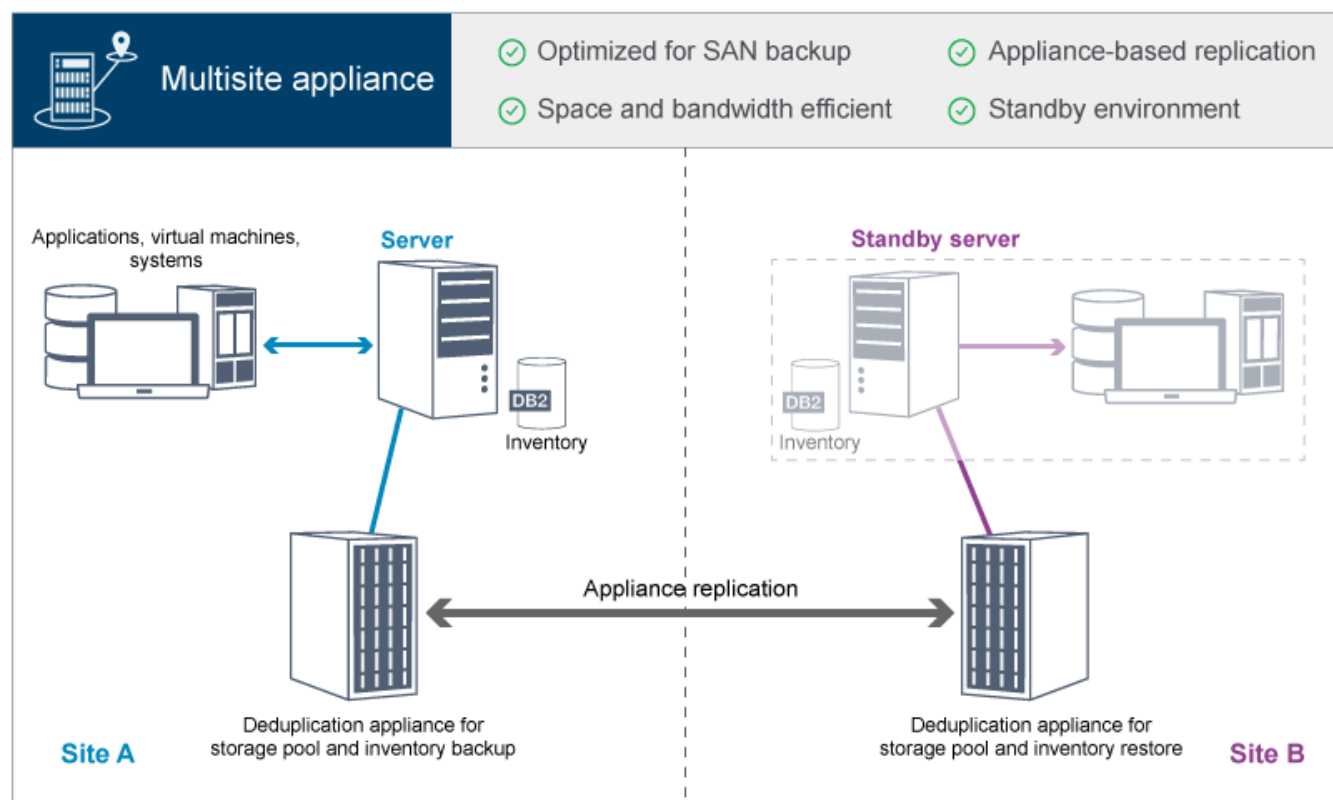 Multisite appliance
Optimized for SAN backup
Appliance-based replication
Space and bandwidth efficient
Standby environment
Applications, virtual machines,
systems
Server
DB2
Inventory
Standby server
DB2
Inventory
Appliance replication
Deduplication appliance for
storage pool and inventory backup
Site A
Deduplication appliance for
storage pool and inventory restore
Site B